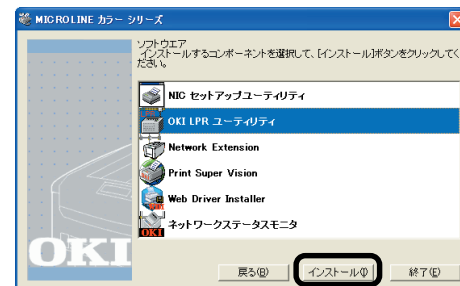 MICROLINE カラー シリーズ
ソフトウエア
インストールするコンポーネントを選択して、[インストール]ボタンをクリックしてく
ださい。
NIC セットアップユーティリティ
OKI LPR ユーティリティ
Network Extension
Print Super Vision
Web Driver Installer
ネットワークステータスモニタ
OKI
戻る(B) インストール(I) 終了(E)